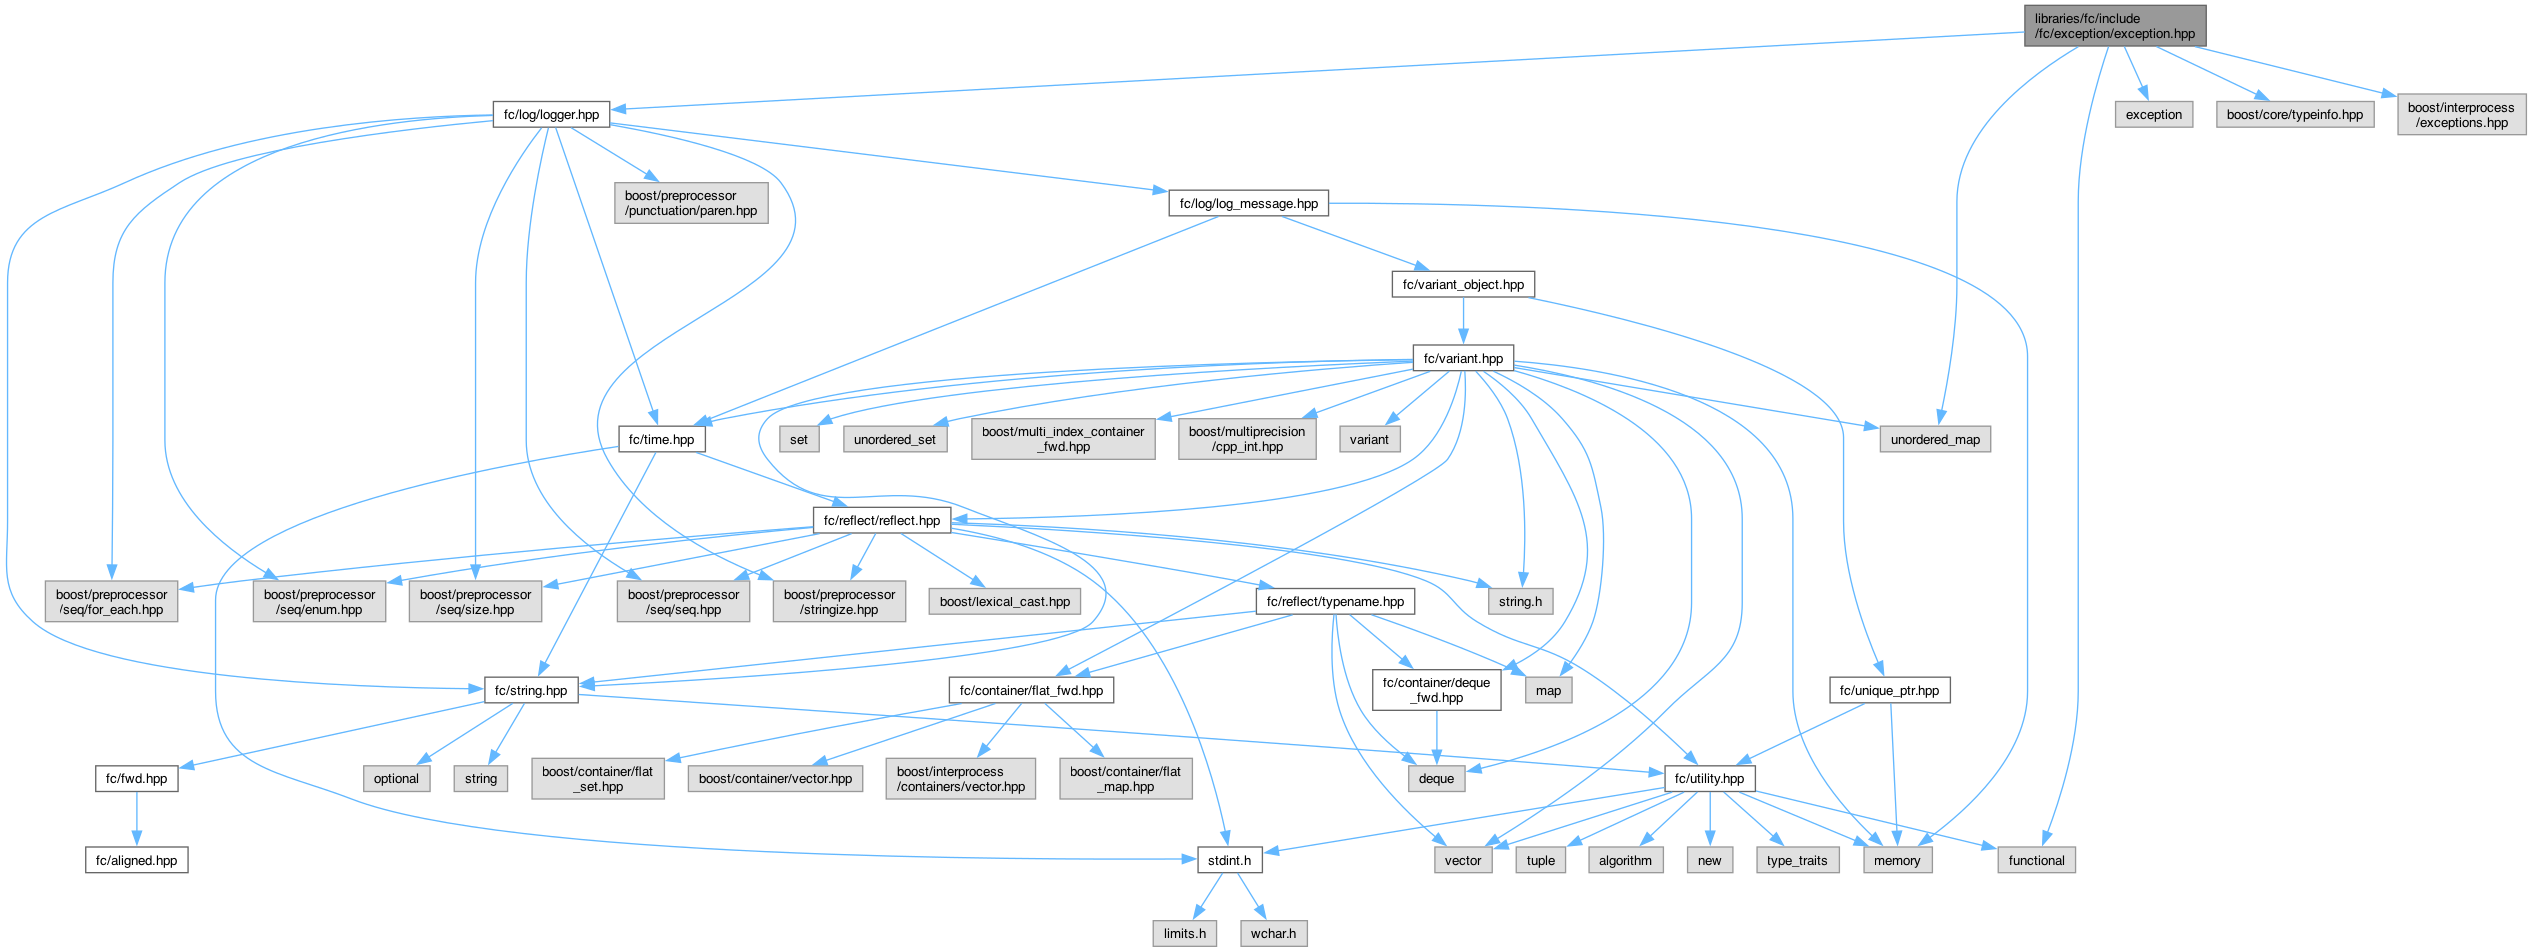 libraries/fc/include
/fc/exception/exception.hpp
fc/log/logger.hpp
exception
boost/core/typeinfo.hpp
boost/interprocess
/exceptions.hpp
boost/preprocessor
/punctuation/paren.hpp
fc/log/log_message.hpp
fc/variant_object.hpp
fc/variant.hpp
fc/time.hpp
set
unordered_set
boost/multi_index_container
_fwd.hpp
boost/multiprecision
/cpp_int.hpp
variant
unordered_map
fc/reflect/reflect.hpp
boost/preprocessor
/seq/for_each.hpp
boost/preprocessor
/seq/enum.hpp
boost/preprocessor
/seq/size.hpp
boost/preprocessor
/seq/seq.hpp
boost/preprocessor
/stringize.hpp
boost/lexical_cast.hpp
fc/reflect/typename.hpp
string.h
fc/string.hpp
fc/container/flat_fwd.hpp
fc/container/deque
_fwd.hpp
map
fc/unique_ptr.hpp
fc/fwd.hpp
optional
string
boost/container/flat
_set.hpp
boost/container/vector.hpp
boost/interprocess
/containers/vector.hpp
boost/container/flat
_map.hpp
deque
fc/utility.hpp
fc/aligned.hpp
stdint.h
vector
tuple
algorithm
new
type_traits
memory
functional
limits.h
wchar.h